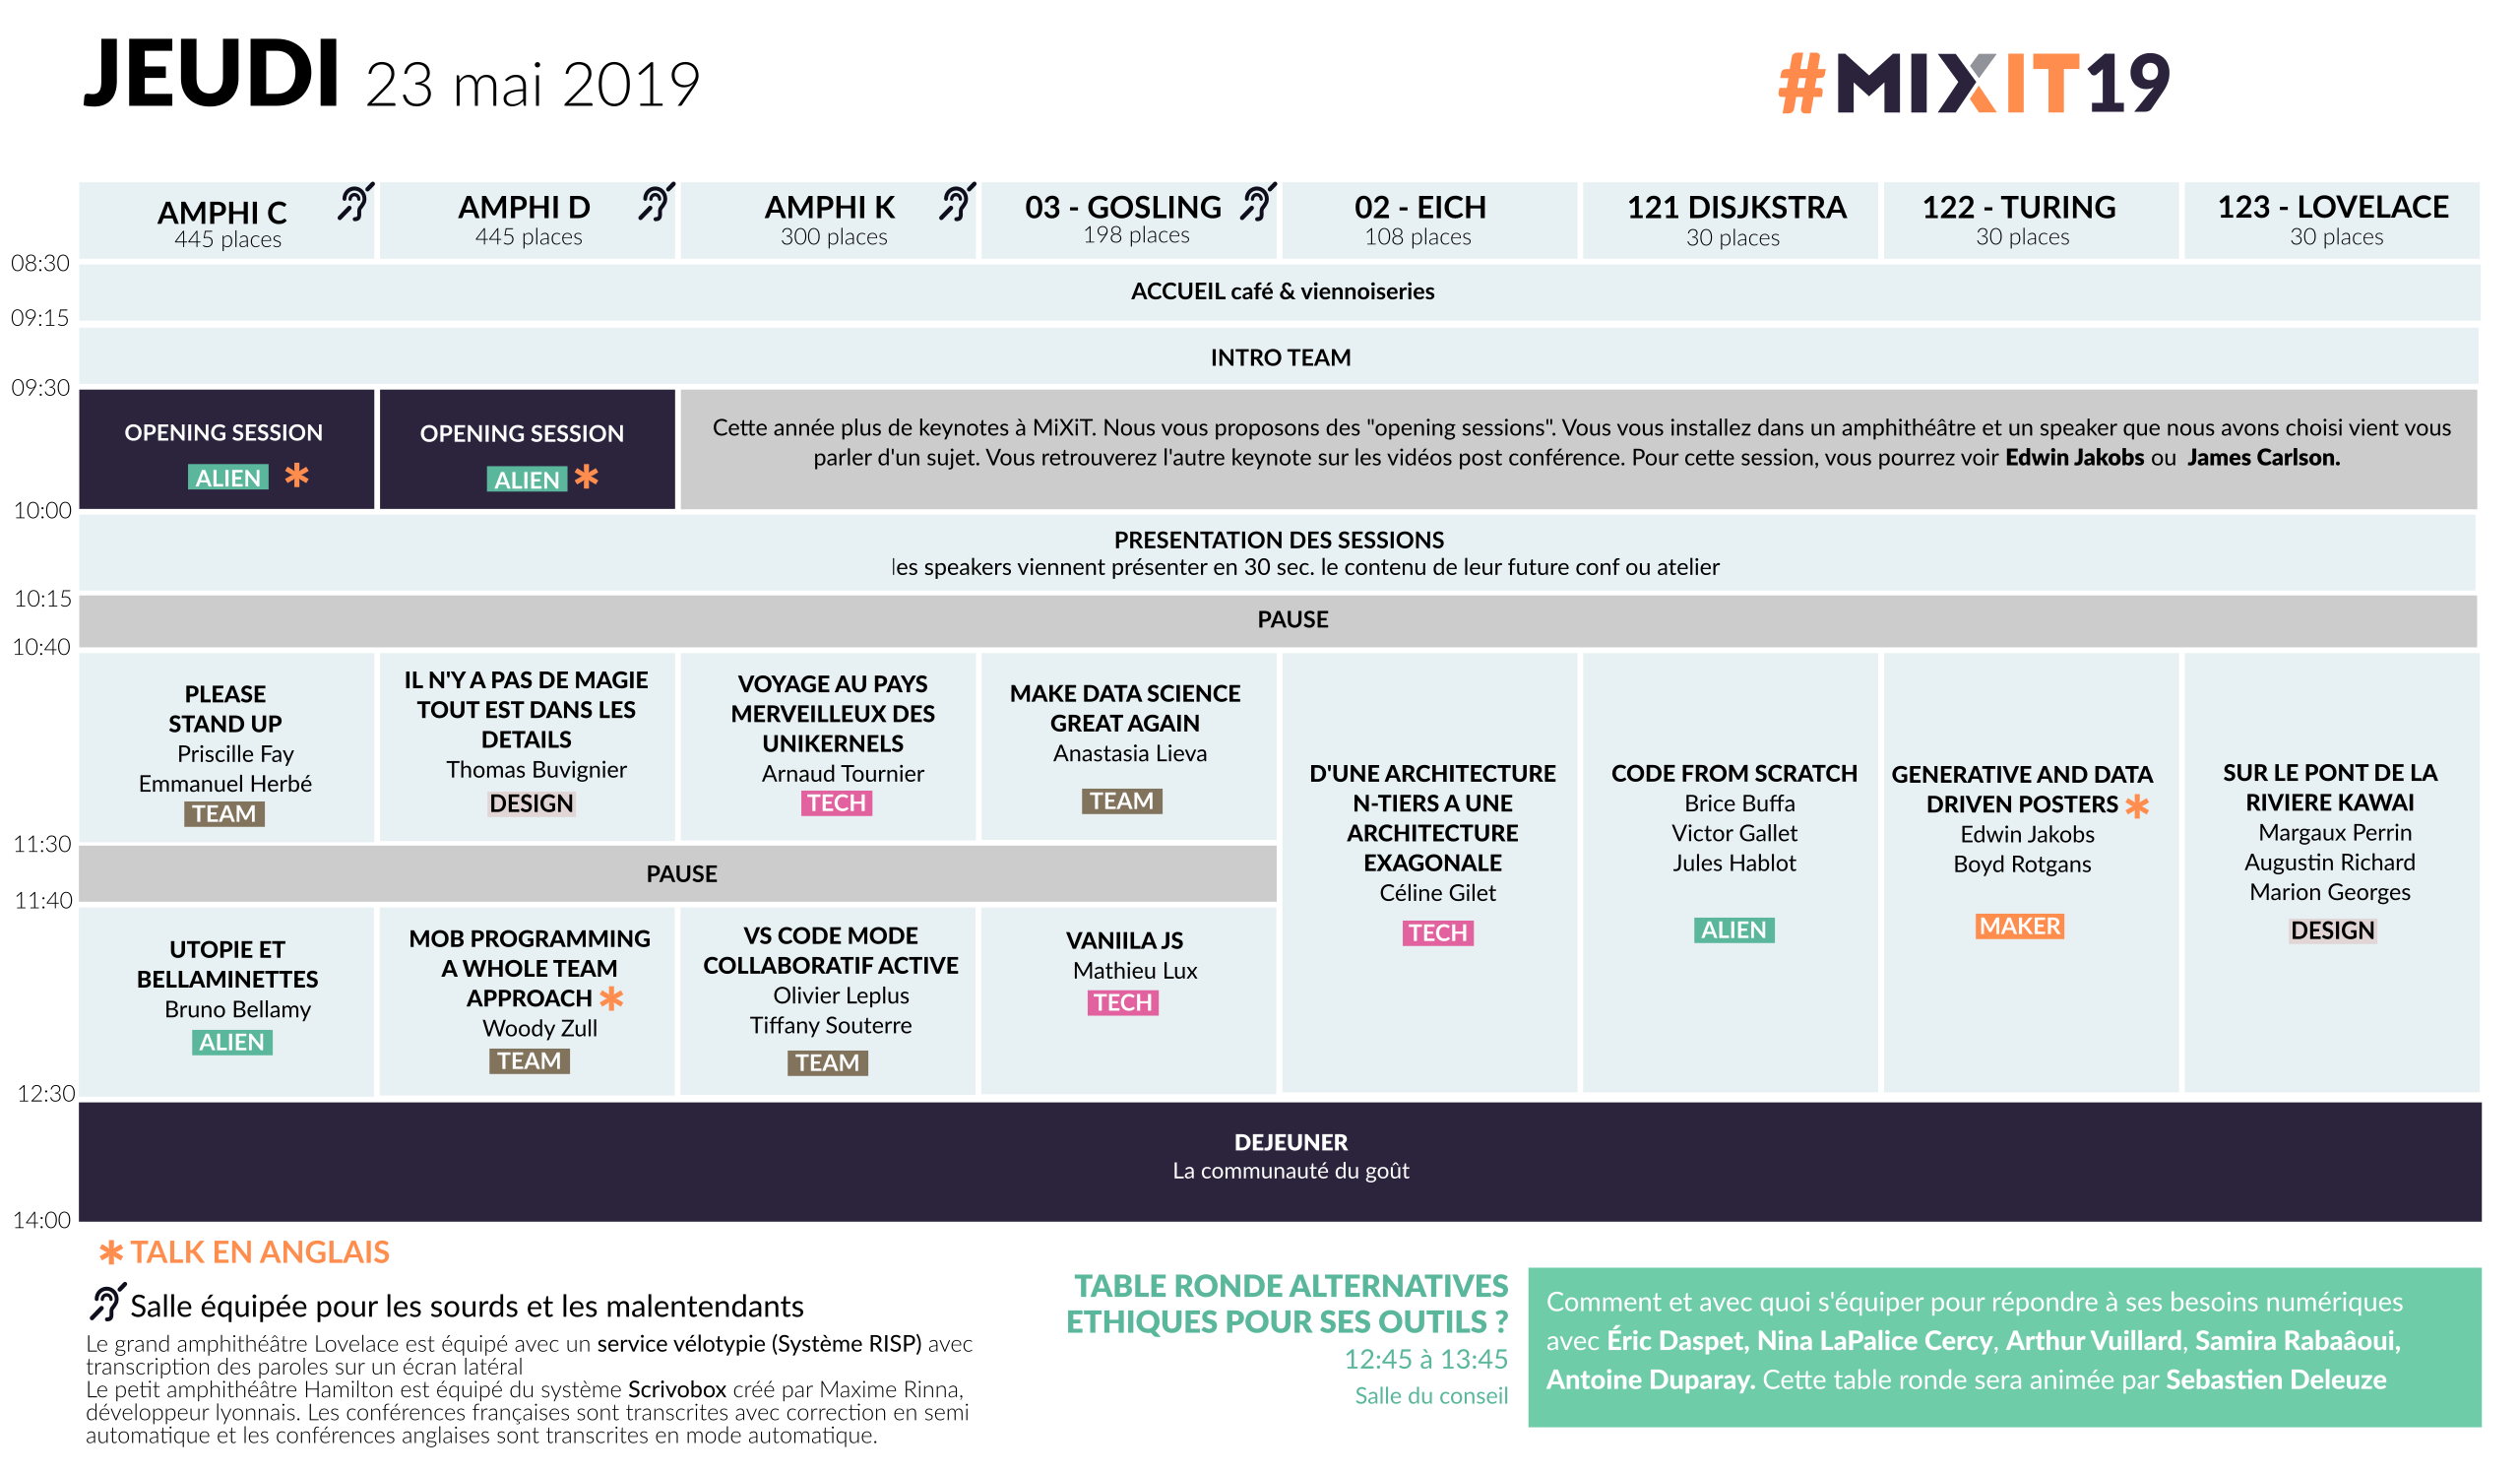 JEUDI 23 mai 2019
#MIXIT19
AMPHI C
445 places
AMPHI D
445 places
AMPHI K
300 places
03 - GOSLING
198 places
02 - EICH
108 places
121 DISJKSTRA
30 places
122 - TURING
30 places
123 - LOVELACE
30 places
08:30
ACCUEIL café & viennoiseries
09:15
INTRO TEAM
09:30
OPENING SESSION
ALIEN *
OPENING SESSION
ALIEN *
Cette année plus de keynotes à MiXiT. Nous vous proposons des "opening sessions". Vous vous installez dans un amphithéâtre et un speaker que nous avons choisi vient vous
parler d'un sujet. Vous retrouverez l'autre keynote sur les vidéos post conférence. Pour cette session, vous pourrez voir Edwin Jakobs ou James Carlson.
10:00
PRESENTATION DES SESSIONS
les speakers viennent présenter en 30 sec. le contenu de leur future conf ou atelier
10:15
PAUSE
10:40
PLEASE
STAND UP
Priscille Fay
Emmanuel Herbé
TEAM
IL N'Y A PAS DE MAGIE
TOUT EST DANS LES
DETAILS
Thomas Buvignier
DESIGN
VOYAGE AU PAYS
MERVEILLEUX DES
UNIKERNELS
Arnaud Tournier
TECH
MAKE DATA SCIENCE
GREAT AGAIN
Anastasia Lieva
TEAM
D'UNE ARCHITECTURE
N-TIERS A UNE
ARCHITECTURE
EXAGONALE
Céline Gilet
TECH
CODE FROM SCRATCH
Brice Buffa
Victor Gallet
Jules Hablot
ALIEN
GENERATIVE AND DATA
DRIVEN POSTERS *
Edwin Jakobs
Boyd Rotgans
MAKER
SUR LE PONT DE LA
RIVIERE KAWAI
Margaux Perrin
Augustin Richard
Marion Georges
DESIGN
11:30
PAUSE
11:40
UTOPIE ET
BELLAMINETTES
Bruno Bellamy
ALIEN
MOB PROGRAMMING
A WHOLE TEAM
APPROACH *
Woody Zull
TEAM
VS CODE MODE
COLLABORATIF ACTIVE
Olivier Leplus
Tiffany Souterre
TEAM
VANIILA JS
Mathieu Lux
TECH
12:30
DEJEUNER
La communauté du goût
14:00
* TALK EN ANGLAIS
Salle équipée pour les sourds et les malentendants
Le grand amphithéâtre Lovelace est équipé avec un service vélotypie (Système RISP) avec
transcription des paroles sur un écran latéral
Le petit amphithéâtre Hamilton est équipé du système Scrivobox créé par Maxime Rinna,
développeur lyonnais. Les conférences françaises sont transcrites avec correction en semi
automatique et les conférences anglaises sont transcrites en mode automatique.
TABLE RONDE ALTERNATIVES
ETHIQUES POUR SES OUTILS ?
12:45 à 13:45
Salle du conseil
Comment et avec quoi s'équiper pour répondre à ses besoins numériques
avec Éric Daspet, Nina LaPalice Cercy, Arthur Vuillard, Samira Rabaâoui,
Antoine Duparay. Cette table ronde sera animée par Sebastien Deleuze